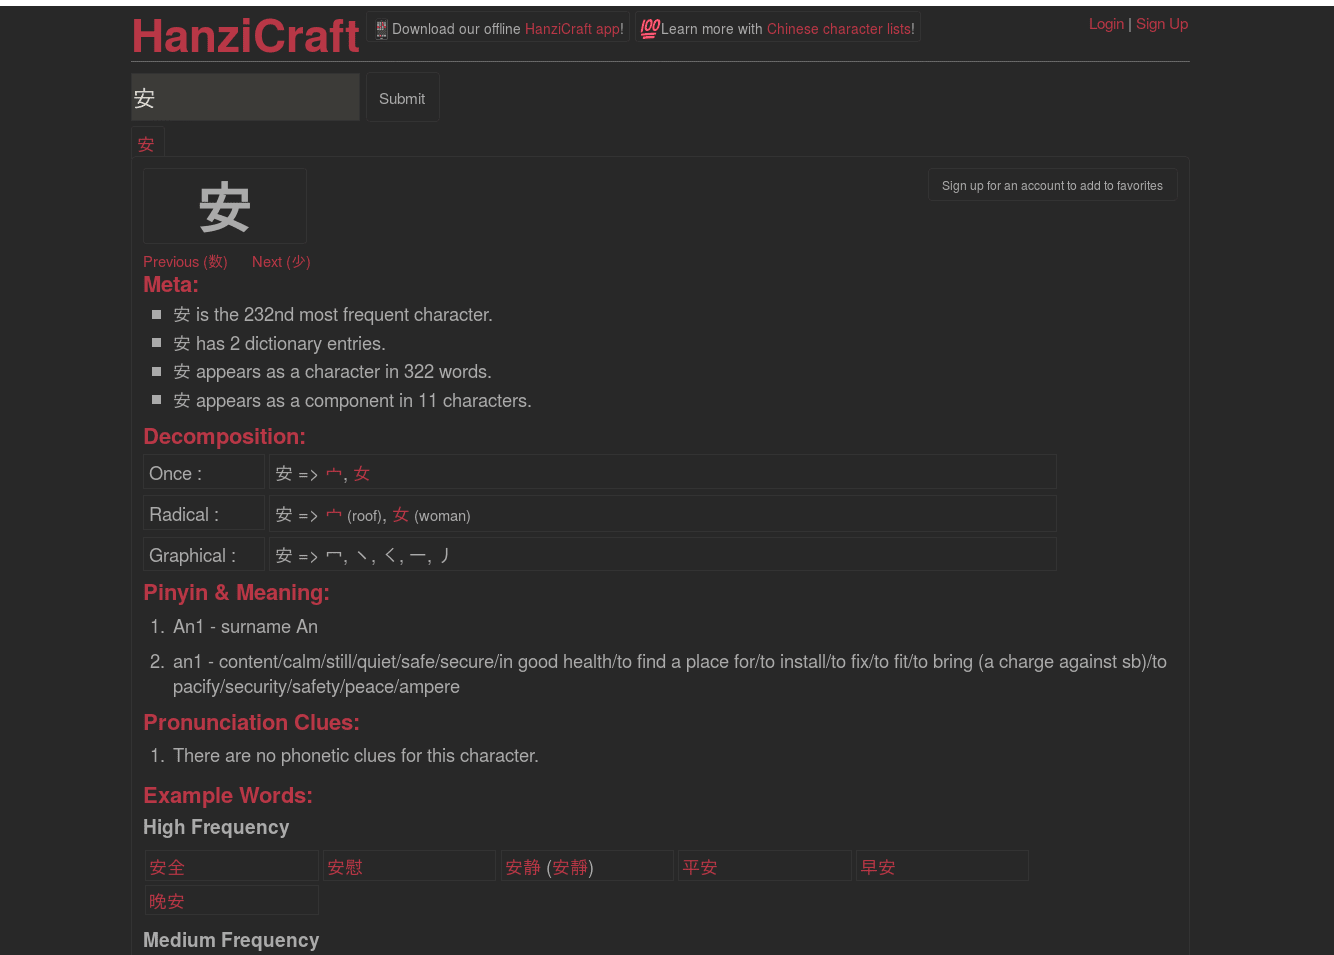 HanziCraft Download our offline HanziCraft app! 💯Learn more with Chinese character lists! Login | Sign Up
安 Submit
安
安 Sign up for an account to add to favorites
Previous (数) Next (少)
Meta:
安 is the 232nd most frequent character.
安 has 2 dictionary entries.
安 appears as a character in 322 words.
安 appears as a component in 11 characters.
Decomposition:
Once : 安 => 宀, 女
Radical : 安 => 宀 (roof), 女 (woman)
Graphical : 安 => 冖, 丶, ㄑ, 一, 丿
Pinyin & Meaning:
1. An1 - surname An
2. an1 - content/calm/still/quiet/safe/secure/in good health/to find a place for/to install/to fix/to fit/to bring (a charge against sb)/to
pacify/security/safety/peace/ampere
Pronunciation Clues:
1. There are no phonetic clues for this character.
Example Words:
High Frequency
安全 安慰 安静 (安靜) 平安 早安
晚安
Medium Frequency